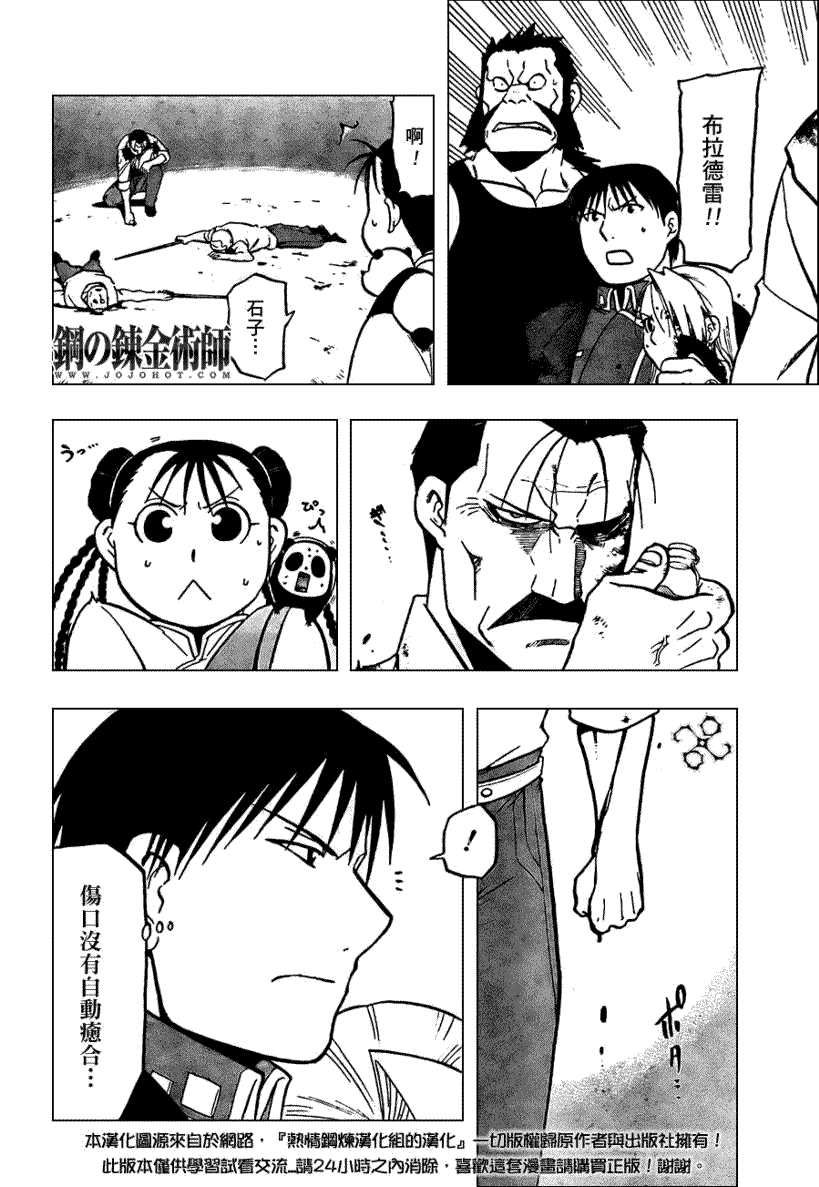 布拉德雷!!
啊!
石子…
鋼の錬金術師
WWW.JOJOHOT.COM
ぎ…
うっ…
ぴっ
!
ポタ…
傷口沒有自動癒合…
本漢化圖源來自於網路,『熱情鋼煉漢化組的漢化』一切版權歸原作者與出版社擁有!
此版本僅供學習試看交流…請24小時之內消除,喜歡這套漫畫請購買正版!謝謝。